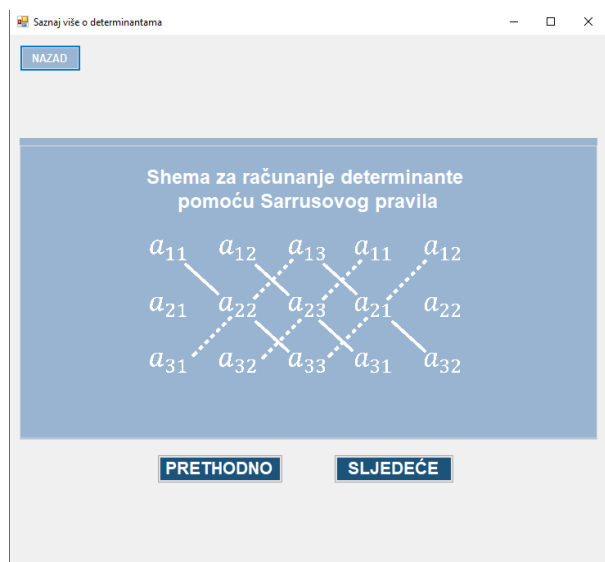 Saznaj više o determinantama
NAZAD
Shema za računanje determinante
pomoću Sarrusovog pravila
a₁₁ a₁₂ a₁₃ a₁₁ a₁₂
a₂₁ a₂₂ a₂₃ a₂₁ a₂₂
a₃₁ a₃₂ a₃₃ a₃₁ a₃₂
PRETHODNO SLJEDEĆE